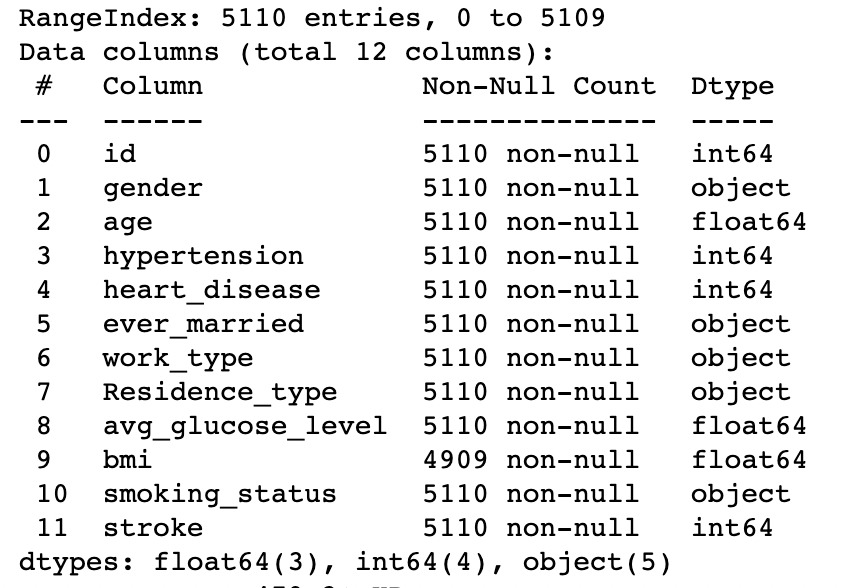 RangeIndex: 5110 entries, 0 to 5109
Data columns (total 12 columns):
 #   Column             Non-Null Count  Dtype
---  ------             --------------  -----
 0   id                 5110 non-null   int64
 1   gender             5110 non-null   object
 2   age                5110 non-null   float64
 3   hypertension       5110 non-null   int64
 4   heart_disease      5110 non-null   int64
 5   ever_married       5110 non-null   object
 6   work_type          5110 non-null   object
 7   Residence_type     5110 non-null   object
 8   avg_glucose_level  5110 non-null   float64
 9   bmi                4909 non-null   float64
 10  smoking_status     5110 non-null   object
 11  stroke             5110 non-null   int64
dtypes: float64(3), int64(4), object(5)